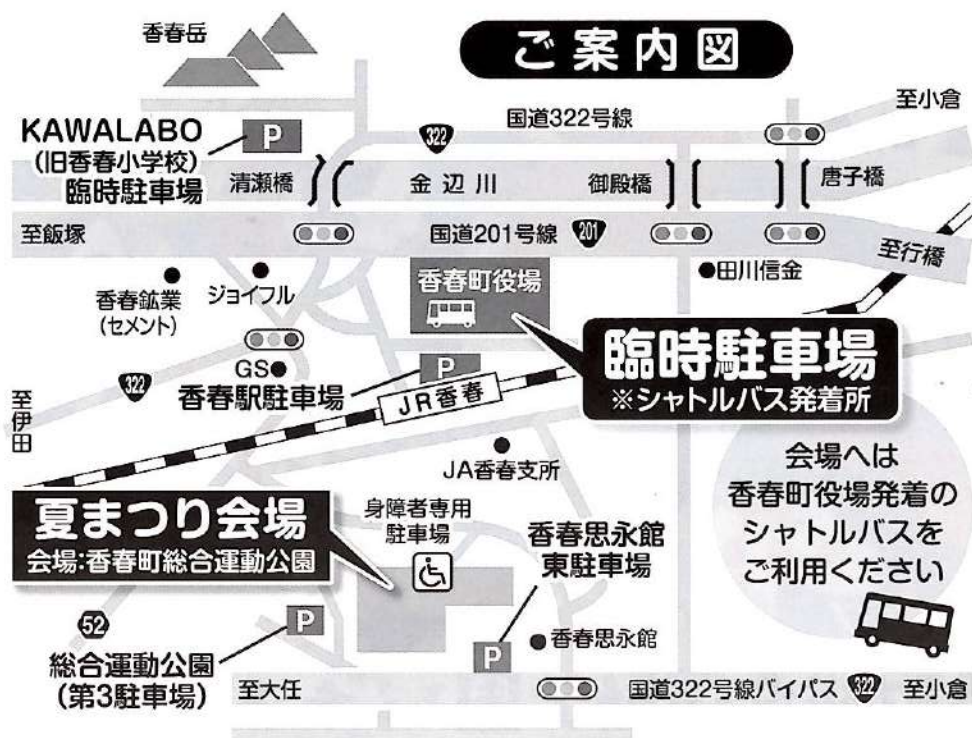 ご案内図
香春岳
至小倉
国道322号線
322
KAWALABO
(旧香春小学校)
臨時駐車場
P
清瀬橋
金辺川
御殿橋
唐子橋
至飯塚
国道201号線
201
至行橋
香春鉱業
(セメント)
ジョイフル
香春町役場
田川信金
臨時駐車場
※シャトルバス発着所
322
GS
香春駅駐車場
P
JR香春
至伊田
JA香春支所
会場へは
香春町役場発着の
シャトルバスを
ご利用ください
夏まつり会場
会場:香春町総合運動公園
身障者専用
駐車場
香春思永館
東駐車場
52
P
総合運動公園
(第3駐車場)
P
香春思永館
至大任
国道322号線バイパス
322
至小倉